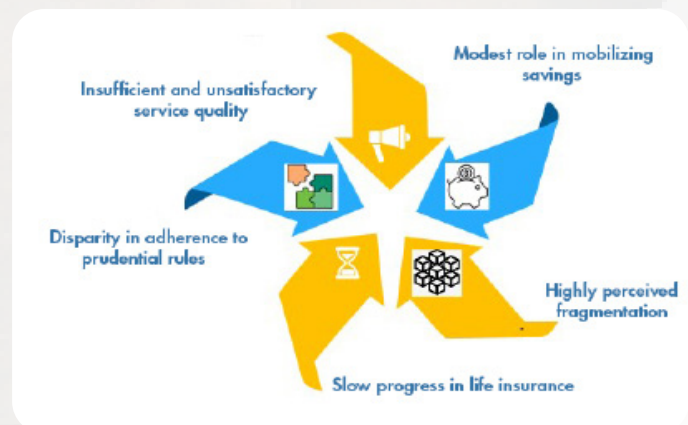 Insufficient and unsatisfactory
service quality
Modest role in mobilizing
savings
Disparity in adherence to
prudential rules
Highly perceived
fragmentation
Slow progress in life insurance